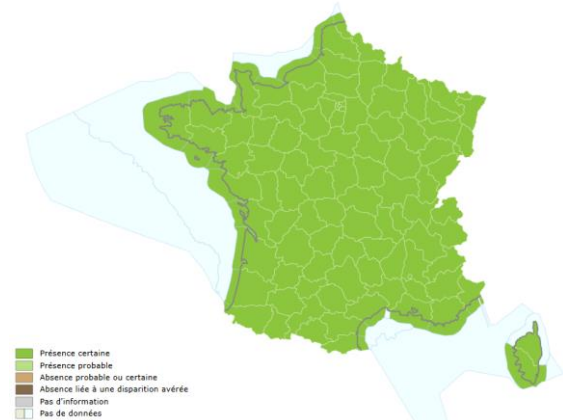 Présence certaine
Présence probable
Absence probable ou certaine
Absence liée à une disparition avérée
Pas d'information
Pas de données